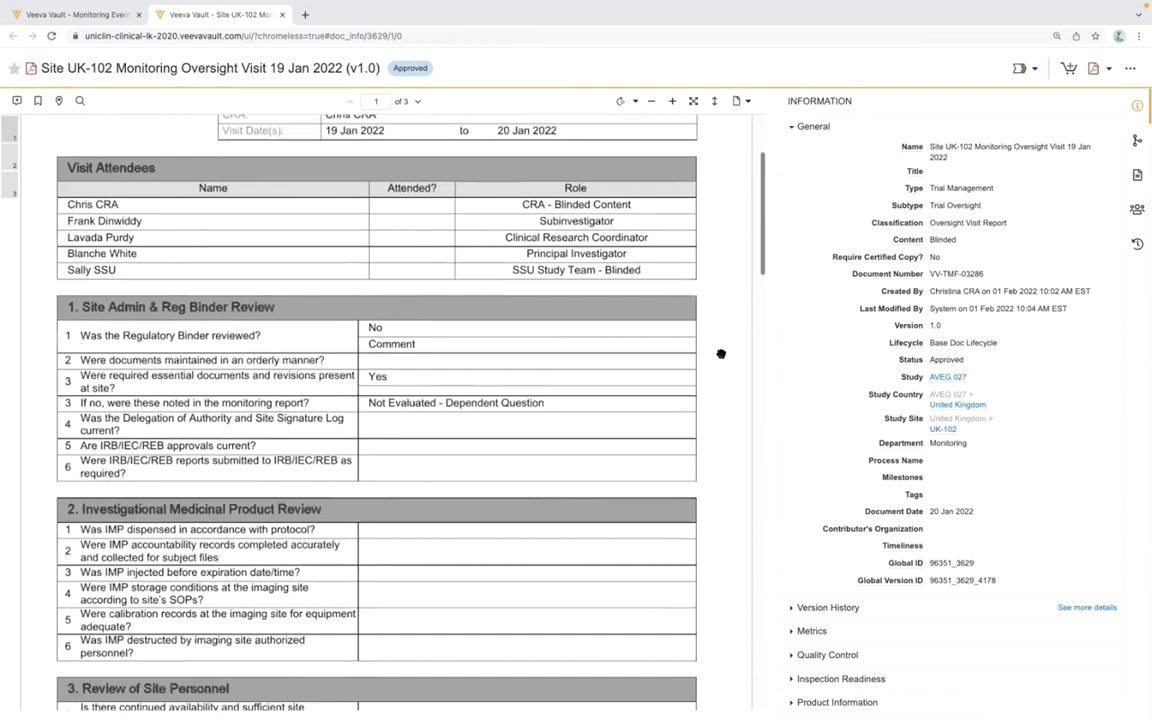 Veeva Vault - Monitoring Even
Veeva Vault - Site UK-102 Mon
uniclin-clinical-lk-2020.veevavault.com/ui/?chromeless=true#doc_info/3629/1/0
Site UK-102 Monitoring Oversight Visit 19 Jan 2022 (v1.0) Approved
1 of 3
1
2
3
CRA: Chris CRA
Visit Date(s): 19 Jan 2022 to 20 Jan 2022
Visit Attendees
Name Attended? Role
Chris CRA CRA - Blinded Content
Frank Dinwiddy Subinvestigator
Lavada Purdy Clinical Research Coordinator
Blanche White Principal Investigator
Sally SSU SSU Study Team - Blinded
1. Site Admin & Reg Binder Review
1 Was the Regulatory Binder reviewed? No
Comment
2 Were documents maintained in an orderly manner?
3 Were required essential documents and revisions present at site? Yes
3 If no, were these noted in the monitoring report? Not Evaluated - Dependent Question
4 Was the Delegation of Authority and Site Signature Log current?
5 Are IRB/IEC/REB approvals current?
6 Were IRB/IEC/REB reports submitted to IRB/IEC/REB as required?
2. Investigational Medicinal Product Review
1 Was IMP dispensed in accordance with protocol?
2 Were IMP accountability records completed accurately and collected for subject files
3 Was IMP injected before expiration date/time?
4 Were IMP storage conditions at the imaging site according to site's SOPs?
5 Were calibration records at the imaging site for equipment adequate?
6 Was IMP destructed by imaging site authorized personnel?
3. Review of Site Personnel
Is there continued availability and sufficient site
INFORMATION
General
Name Site UK-102 Monitoring Oversight Visit 19 Jan 2022
Title
Type Trial Management
Subtype Trial Oversight
Classification Oversight Visit Report
Content Blinded
Require Certified Copy? No
Document Number VV-TMF-03286
Created By Christina CRA on 01 Feb 2022 10:02 AM EST
Last Modified By System on 01 Feb 2022 10:04 AM EST
Version 1.0
Lifecycle Base Doc Lifecycle
Status Approved
Study AVEG 027
Study Country AVEG 027 >
United Kingdom
Study Site United Kingdom >
UK-102
Department Monitoring
Process Name
Milestones
Tags
Document Date 20 Jan 2022
Contributor's Organization
Timeliness
Global ID 96351_3629
Global Version ID 96351_3629_4178
Version History See more details
Metrics
Quality Control
Inspection Readiness
Product Information